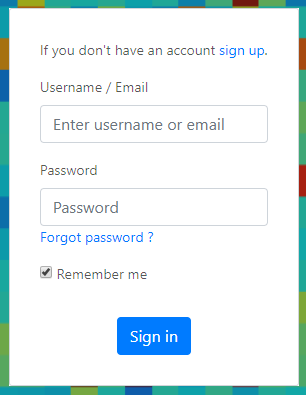 If you don't have an account sign up.
Username / Email
Enter username or email
Password
Password
Forgot password ?
Remember me
Sign in